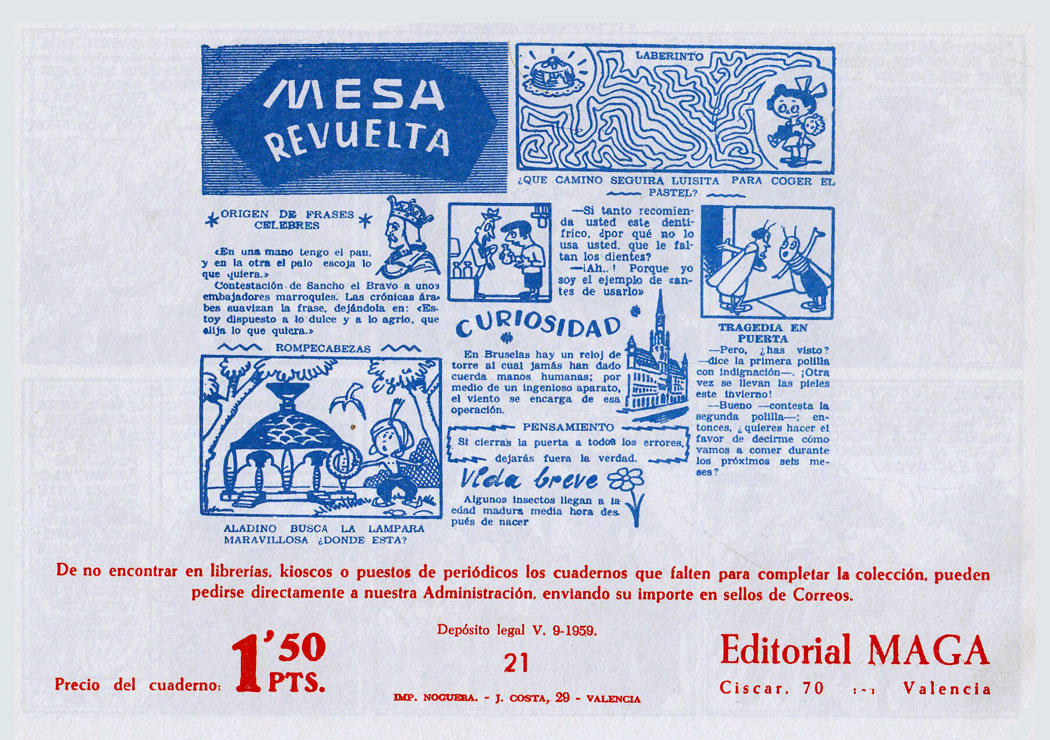 MESA
REVUELTA
LABERINTO
¿QUE CAMINO SEGUIRA LUISITA PARA COGER EL
PASTEL?
ORIGEN DE FRASES
CELEBRES
«En una mano tengo el pan,
y en la otra el palo escoja lo
que quiera.»
Contestación de Sancho el Bravo a unos
embajadores marroquíes. Las crónicas ára
bes suavizan la frase, dejándola en: «Es-
toy dispuesto a lo dulce y a lo agrio, que
elija lo que quiera.»
ROMPECABEZAS
ALADINO BUSCA LA LAMPARA
MARAVILLOSA ¿DONDE ESTA?
—Si tanto recomien-
da usted este dentí-
frico, ¿por qué no lo
usa usted, que le fal-
tan los dientes?
—¡Ah..! Porque yo
soy el ejemplo de «an-
tes de usarlo»
CURIOSIDAD
En Bruselas hay un reloj de
torre al cual jamás han dado
cuerda manos humanas; por
medio de un ingenioso aparato,
el viento se encarga de esa
operación.
PENSAMIENTO
Si cierras la puerta a todos los errores,
dejarás fuera la verdad.
Vida breve
Algunos insectos llegan a la
edad madura media hora des
pués de nacer
TRAGEDIA EN
PUERTA
—Pero, ¿has visto?
—dice la primera polilla
con indignación—. ¡Otra
vez se llevan las pieles
este invierno!
—Bueno —contesta la
segunda polilla—; en-
tonces, ¿quieres hacer el
favor de decirme cómo
vamos a comer durante
los próximos seis me-
ses?
De no encontrar en librerías, kioscos o puestos de periódicos los cuadernos que falten para completar la colección, pueden
pedirse directamente a nuestra Administración, enviando su importe en sellos de Correos.
Precio del cuaderno: 1'50 PTS.
Depósito legal V. 9-1959.
21
IMP. NOGUERA. - J. COSTA, 29 - VALENCIA
Editorial MAGA
Ciscar, 70 :-: Valencia